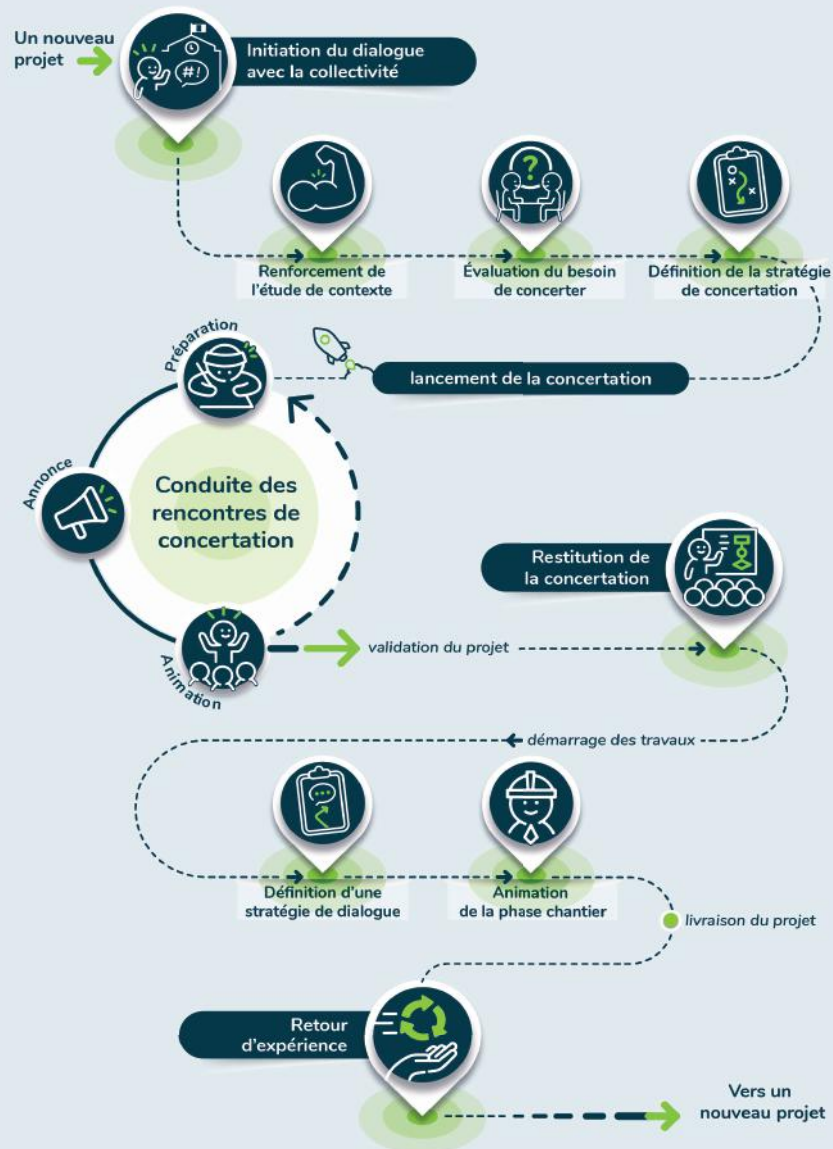 Un nouveau
projet
#!
Initiation du dialogue
avec la collectivité
?
Renforcement de
l'étude de contexte
Évaluation du besoin
de concerter
Définition de la stratégie
de concertation
lancement de la concertation
Préparation
Annonce
Conduite des
rencontres de
concertation
Animation
Restitution de
la concertation
validation du projet
démarrage des travaux
Définition d'une
stratégie de dialogue
Animation
de la phase chantier
livraison du projet
Retour
d'expérience
Vers un
nouveau projet